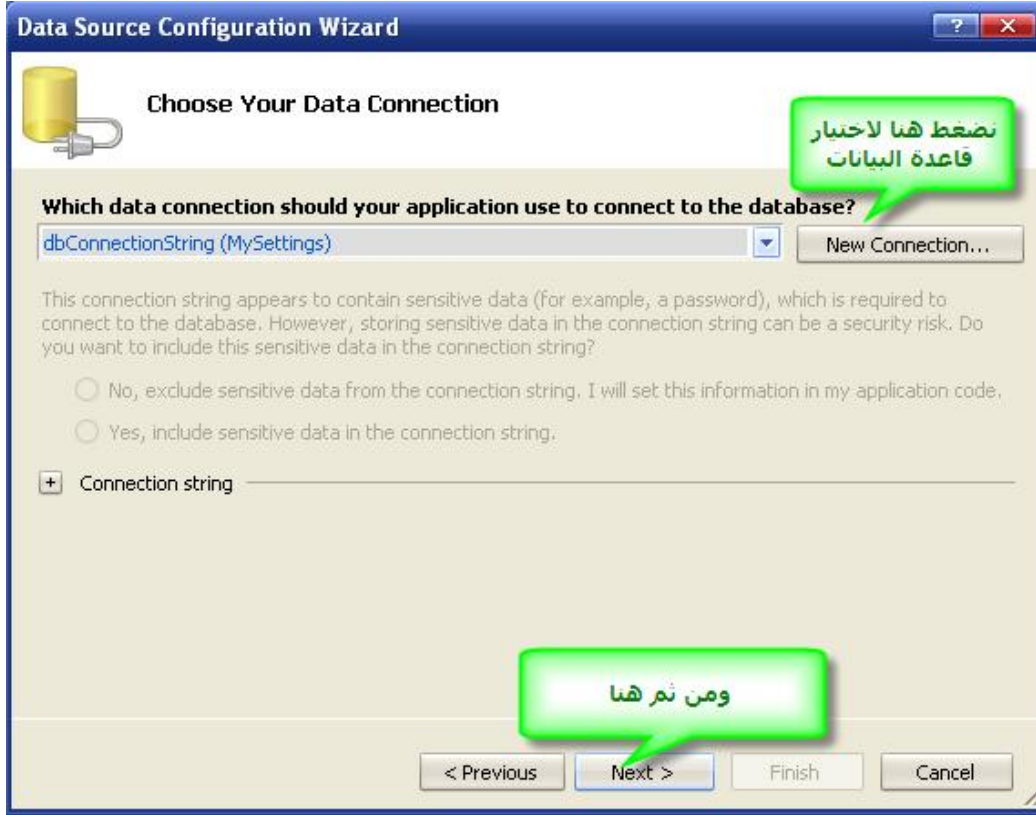 Data Source Configuration Wizard
Choose Your Data Connection
نضغط هنا لاختيار
قاعدة البيانات
Which data connection should your application use to connect to the database?
dbConnectionString (MySettings)
New Connection...
This connection string appears to contain sensitive data (for example, a password), which is required to
connect to the database. However, storing sensitive data in the connection string can be a security risk. Do
you want to include this sensitive data in the connection string?
No, exclude sensitive data from the connection string. I will set this information in my application code.
Yes, include sensitive data in the connection string.
Connection string
ومن ثم هنا
< Previous
Next >
Finish
Cancel